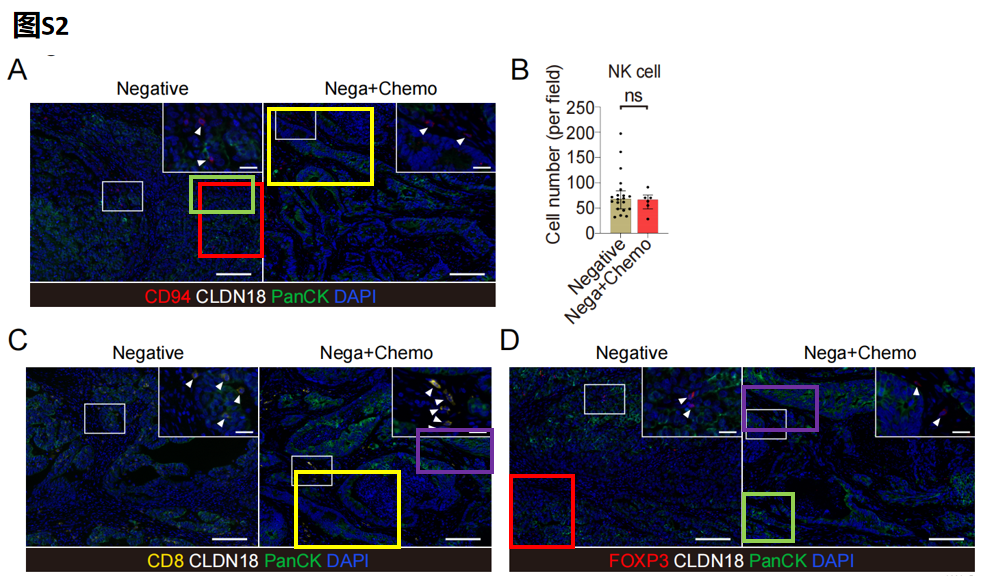 图S2
A
Negative
Nega+Chemo
CD94 CLDN18 PanCK DAPI
B
NK cell
ns
Cell number (per field)
250
200
150
100
50
0
Negative
Nega+Chemo
C
Negative
Nega+Chemo
CD8 CLDN18 PanCK DAPI
D
Negative
Nega+Chemo
FOXP3 CLDN18 PanCK DAPI